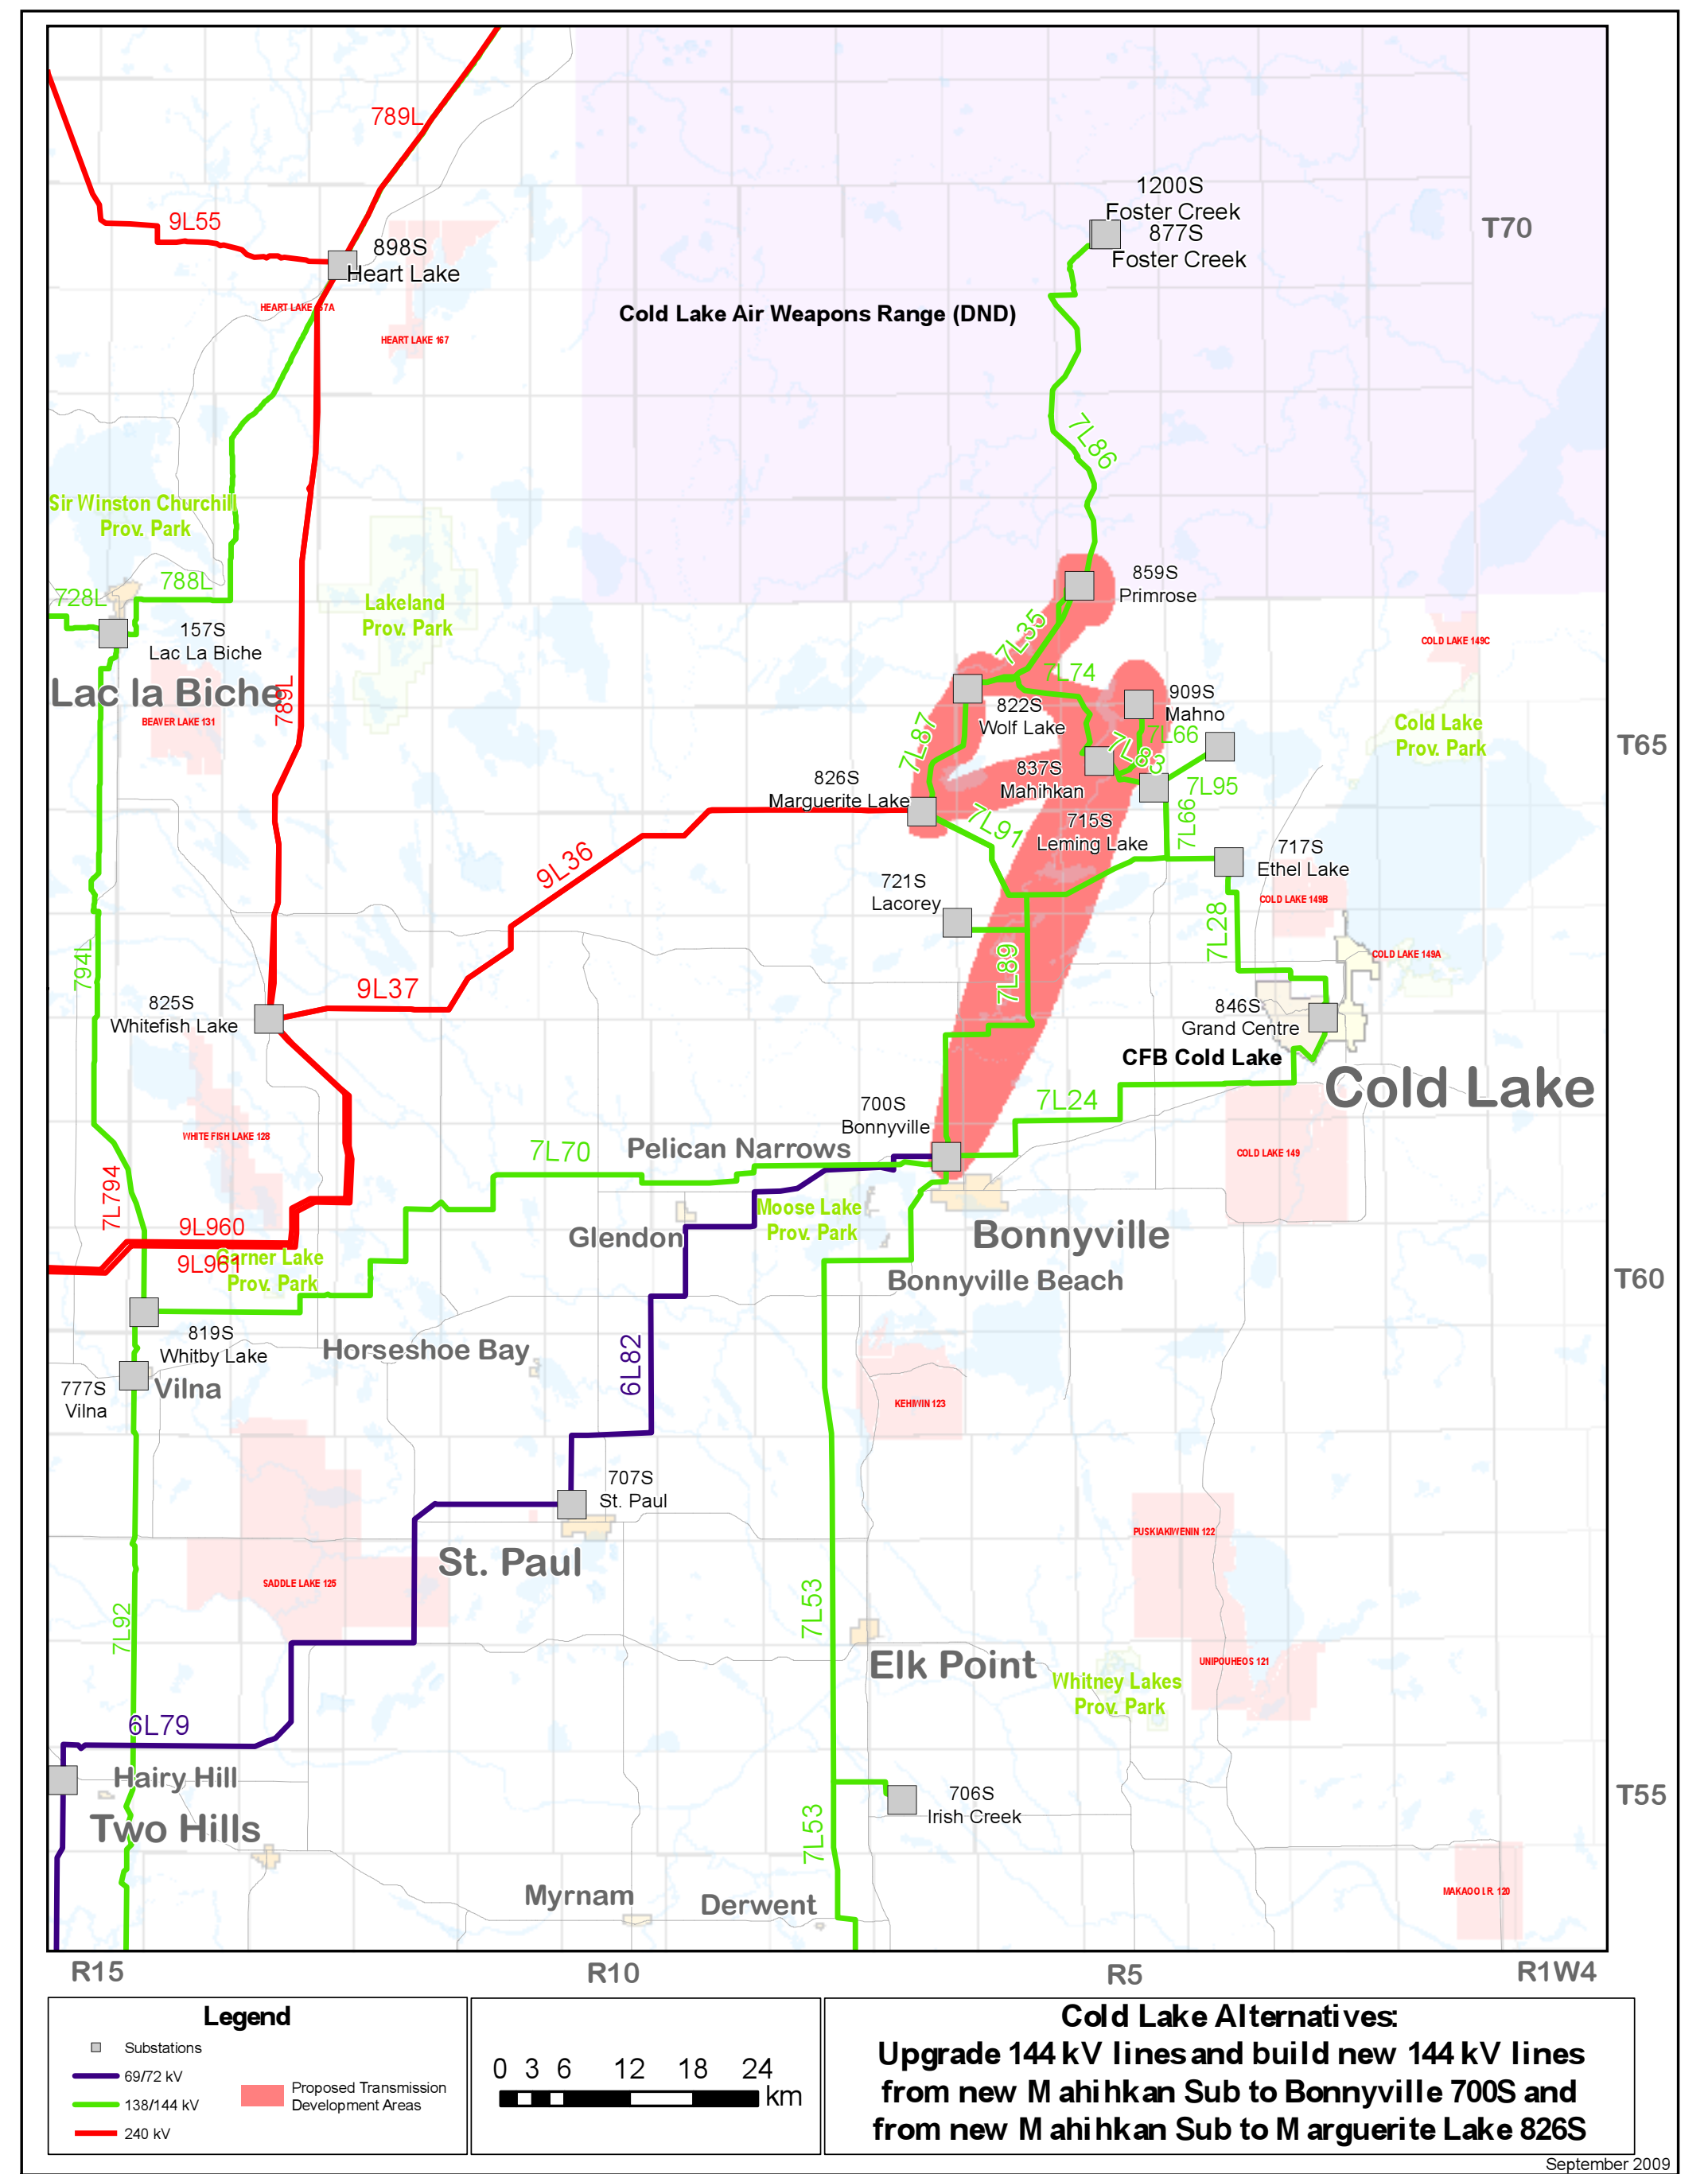 789L
9L55
898S
Heart Lake
HEART LAKE 167A
HEART LAKE 167
1200S
Foster Creek
877S
Foster Creek
T70
Cold Lake Air Weapons Range (DND)
7L86
Sir Winston Churchill
Prov. Park
788L
728L
157S
Lac La Biche
Lac la Biche
BEAVER LAKE 131
789L
Lakeland
Prov. Park
859S
Primrose
COLD LAKE 149C
7L35
7L74
822S
Wolf Lake
909S
Mahno
7L66
7L83
7L87
837S
Mahihkan
7L95
7L66
Cold Lake
Prov. Park
T65
826S
Marguerite Lake
7L91
715S
Leming Lake
9L36
717S
Ethel Lake
COLD LAKE 149B
721S
Lacorey
7L28
7L89
COLD LAKE 149A
794L
9L37
825S
Whitefish Lake
846S
Grand Centre
CFB Cold Lake
Cold Lake
7L24
700S
Bonnyville
WHITE FISH LAKE 128
7L70
Pelican Narrows
COLD LAKE 149
7L794
9L960
9L961
Garner Lake
Prov. Park
Glendon
Moose Lake
Prov. Park
Bonnyville
Bonnyville Beach
T60
819S
Whitby Lake
Horseshoe Bay
6L82
777S
Vilna
Vilna
KEHIWIN 123
707S
St. Paul
St. Paul
PUSKIAKIWENIN 122
SADDLE LAKE 125
7L92
7L53
Elk Point
UNIPOUHEOS 121
Whitney Lakes
Prov. Park
6L79
Hairy Hill
Two Hills
706S
Irish Creek
T55
7L53
Myrnam
Derwent
MAKAOO I.R. 120
R15
R10
R5
R1W4
Legend
Substations
69/72 kV
138/144 kV
240 kV
Proposed Transmission
Development Areas
0 3 6 12 18 24
km
Cold Lake Alternatives:
Upgrade 144 kV lines and build new 144 kV lines
from new Mahihkan Sub to Bonnyville 700S and
from new Mahihkan Sub to Marguerite Lake 826S
September 2009